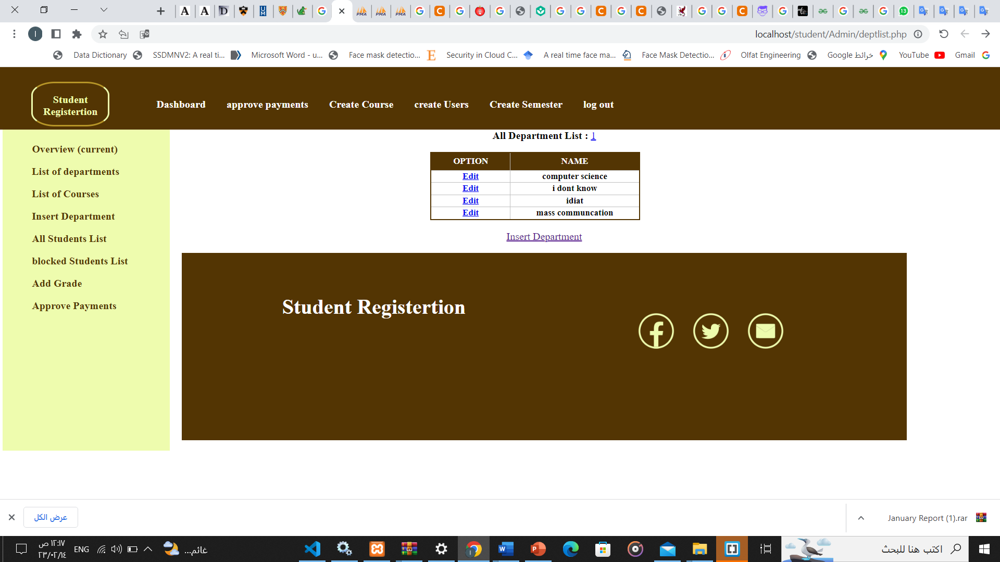 localhost/student/Admin/deptlist.php
Data Dictionary
SSDMNV2: A real ti...
Microsoft Word - u...
Face mask detectio...
Security in Cloud C...
A real time face ma...
Face Mask Detectio...
Olfat Engineering
خرائط Google
YouTube
Gmail
Student
Registertion
Dashboard
approve payments
Create Course
create Users
Create Semester
log out
Overview (current)
List of departments
List of Courses
Insert Department
All Students List
blocked Students List
Add Grade
Approve Payments
All Department List : 1
OPTION NAME
Edit computer science
Edit i dont know
Edit idiat
Edit mass communcation
Insert Department
Student Registertion
عرض الكل
January Report (1).rar
١٢:١٧ ص
٢٣/٠٢/١٤
ENG
غائم...
اكتب هنا للبحث